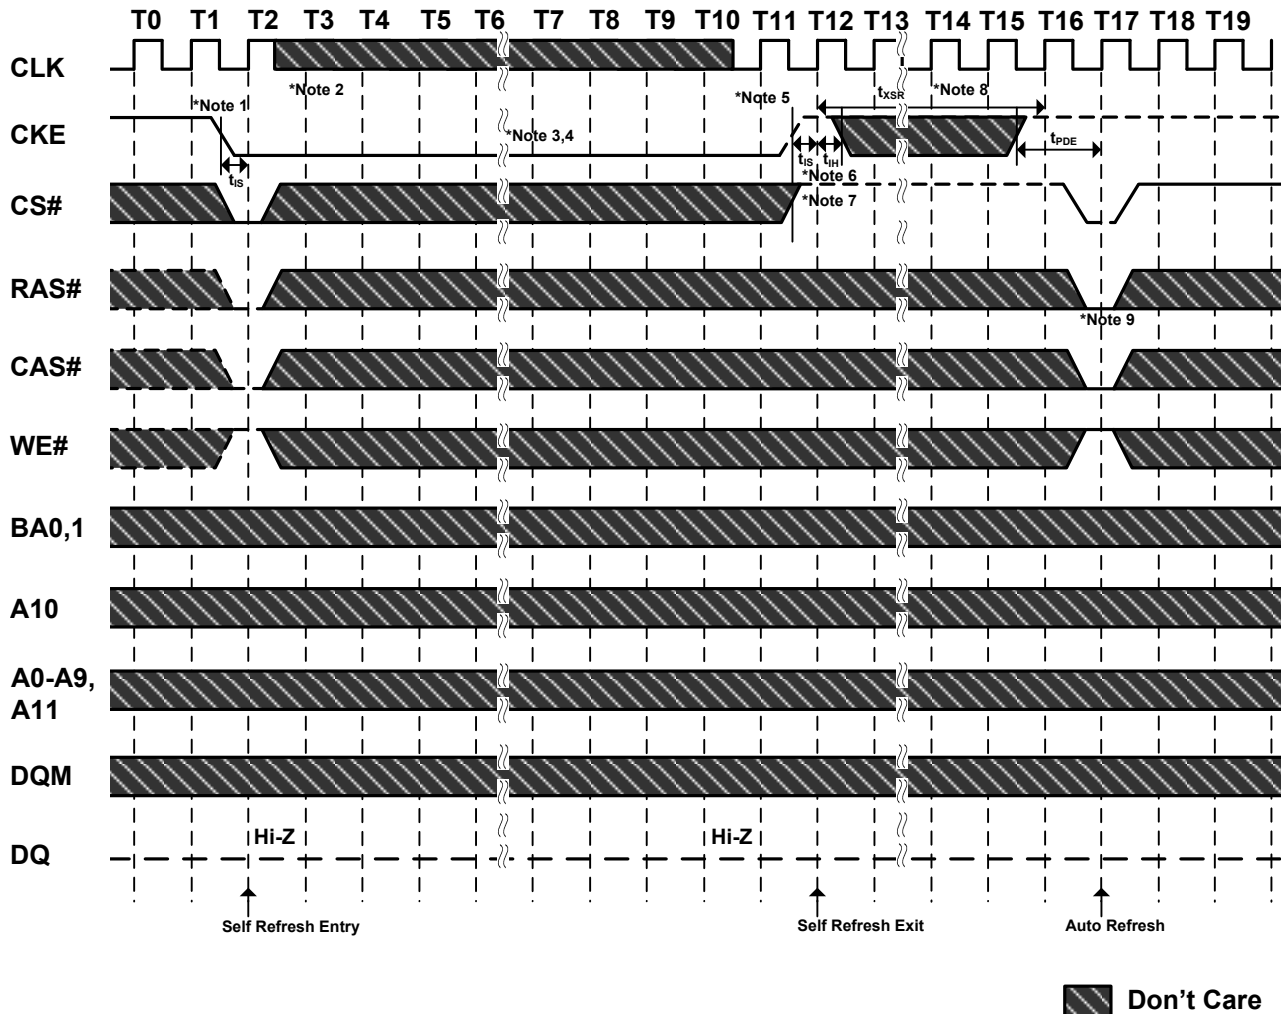 T0 T1 T2 T3 T4 T5 T6 T7 T8 T9 T10 T11 T12 T13 T14 T15 T16 T17 T18 T19
CLK
*Note 1 *Note 2 *Note 5 tXSR *Note 8
CKE
*Note 3,4
tIS tIS tIH tPDE
*Note 6
CS#
*Note 7
RAS#
*Note 9
CAS#
WE#
BA0,1
A10
A0-A9,
A11
DQM
Hi-Z Hi-Z
DQ
Self Refresh Entry Self Refresh Exit Auto Refresh
Don't Care